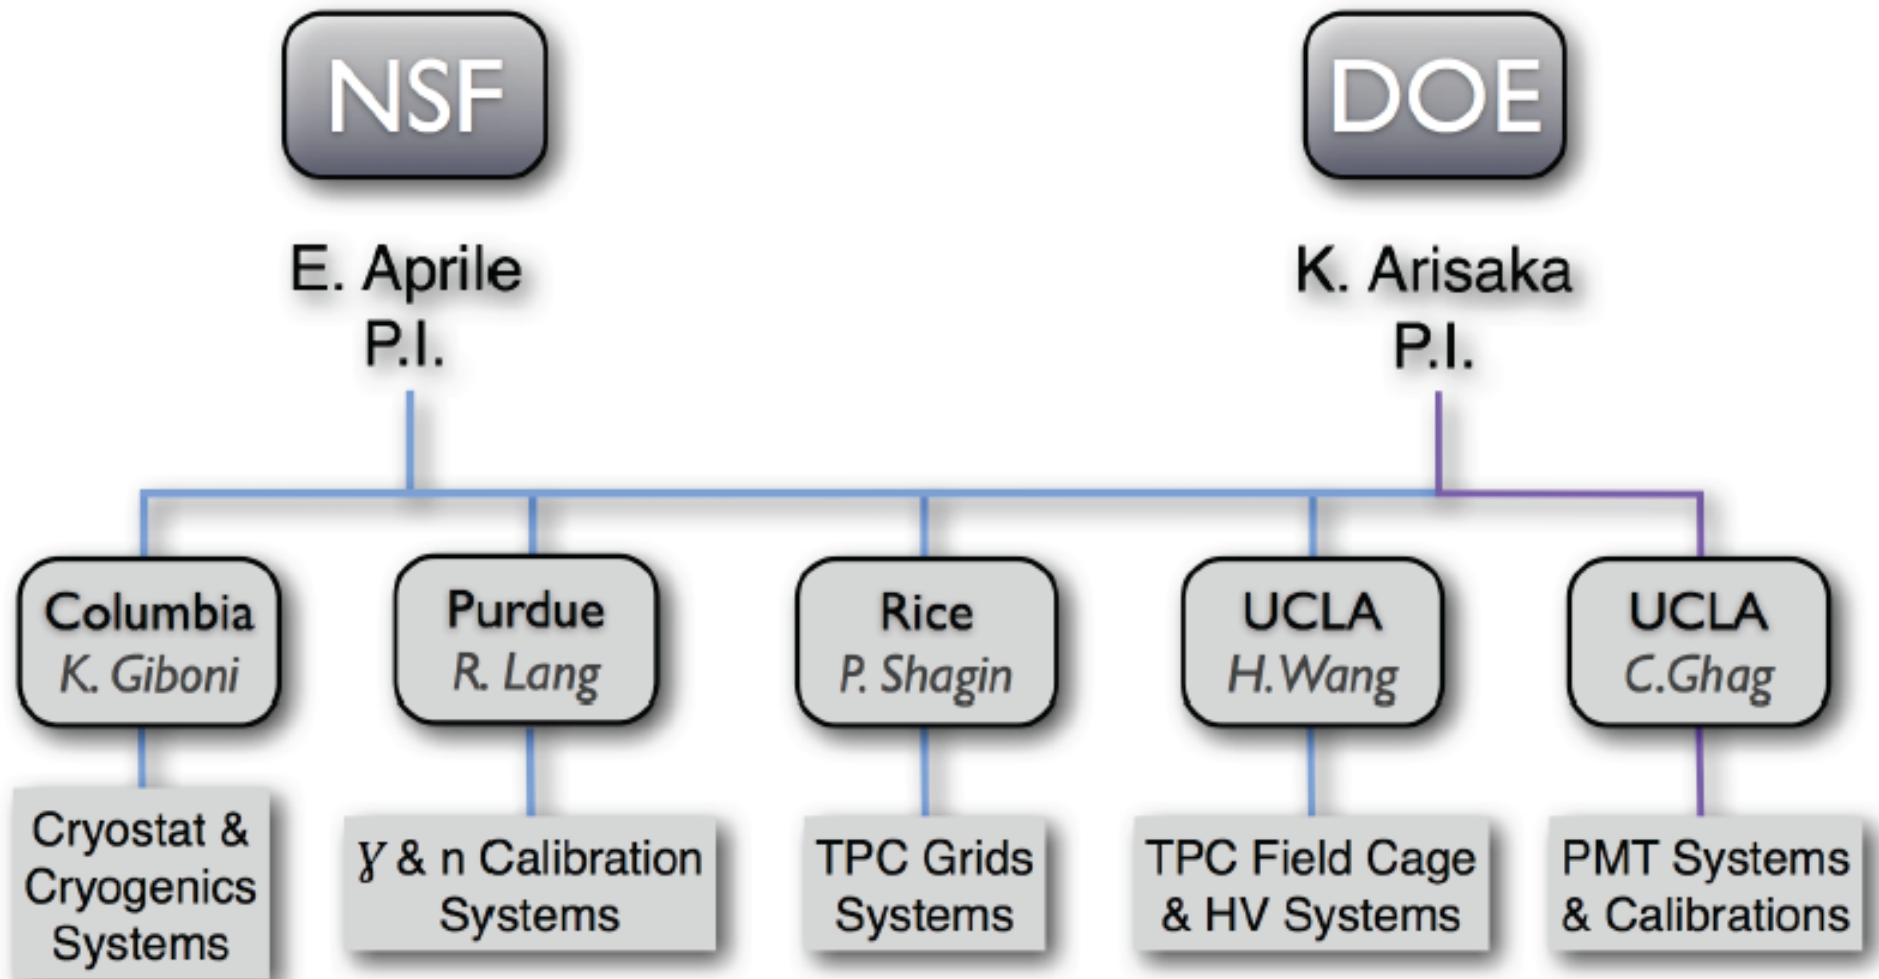 NSF
DOE
E. Aprile
P.I.
K. Arisaka
P.I.
Columbia
K. Giboni
Purdue
R. Lang
Rice
P. Shagin
UCLA
H.Wang
UCLA
C.Ghag
Cryostat &
Cryogenics
Systems
γ & n Calibration
Systems
TPC Grids
Systems
TPC Field Cage
& HV Systems
PMT Systems
& Calibrations